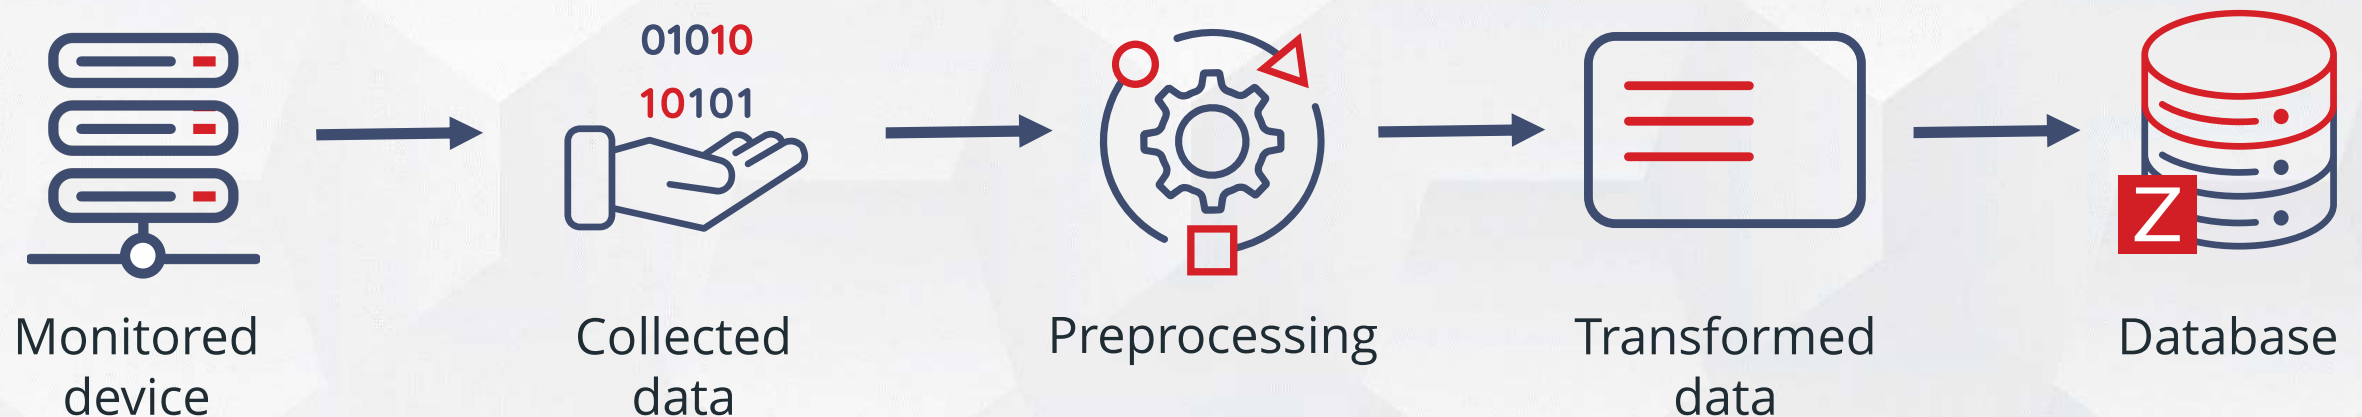 01010
10101
Z
Monitored
device
Collected
data
Preprocessing
Transformed
data
Database